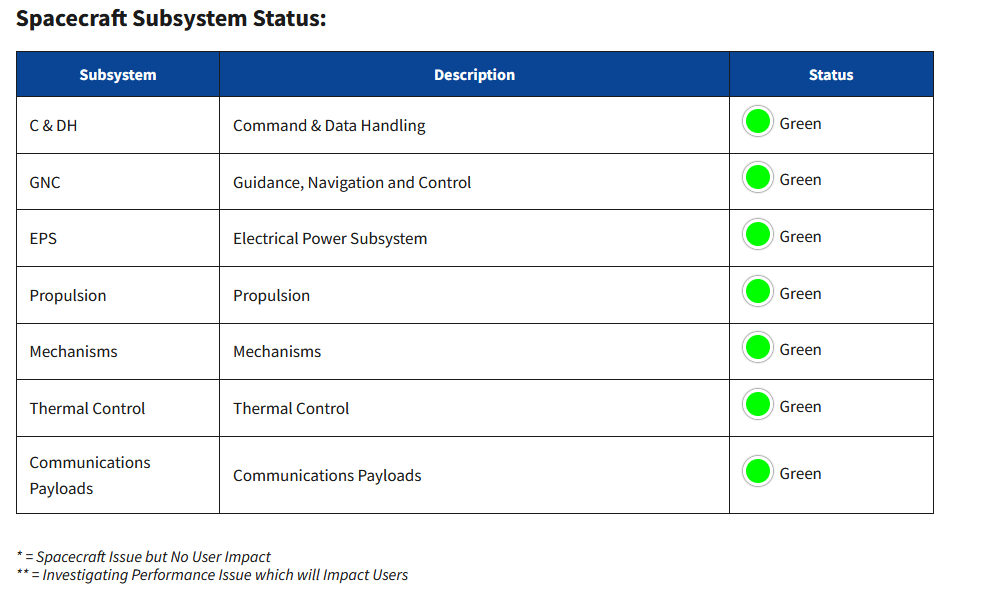 Spacecraft Subsystem Status:
Subsystem Description Status
C & DH Command & Data Handling Green
GNC Guidance, Navigation and Control Green
EPS Electrical Power Subsystem Green
Propulsion Propulsion Green
Mechanisms Mechanisms Green
Thermal Control Thermal Control Green
Communications
Payloads Communications Payloads Green
* = Spacecraft Issue but No User Impact
** = Investigating Performance Issue which will Impact Users